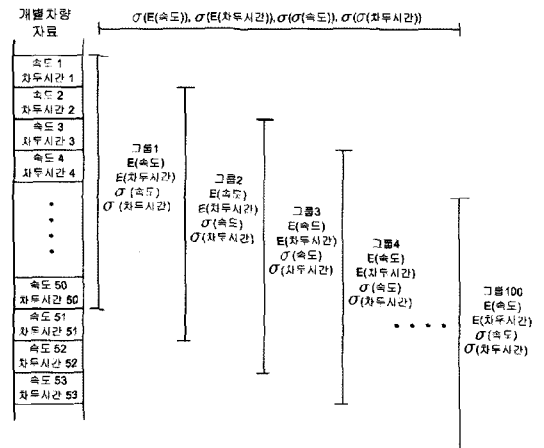 개별차량
자료
σ(E(속도)), σ(E(차두시간)), σ(σ(속도)), σ(σ(차두시간))
속도 1
차두시간 1
속도 2
차두시간 2
속도 3
차두시간 3
속도 4
차두시간 4
속도 50
차두시간 50
속도 51
차두시간 51
속도 52
차두시간 52
속도 53
차두시간 53
그룹1
E(속도)
E(차두시간)
σ(속도)
σ(차두시간)
그룹2
E(속도)
E(차두시간)
σ(속도)
σ(차두시간)
그룹3
E(속도)
E(차두시간)
σ(속도)
σ(차두시간)
그룹4
E(속도)
E(차두시간)
σ(속도)
σ(차두시간)
그룹100
E(속도)
E(차두시간)
σ(속도)
σ(차두시간)